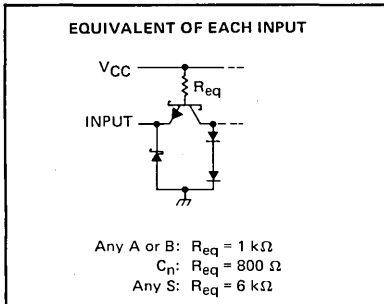 EQUIVALENT OF EACH INPUT
VCC
Req
INPUT
Any A or B: Req = 1 kΩ
Cn: Req = 800 Ω
Any S: Req = 6 kΩ